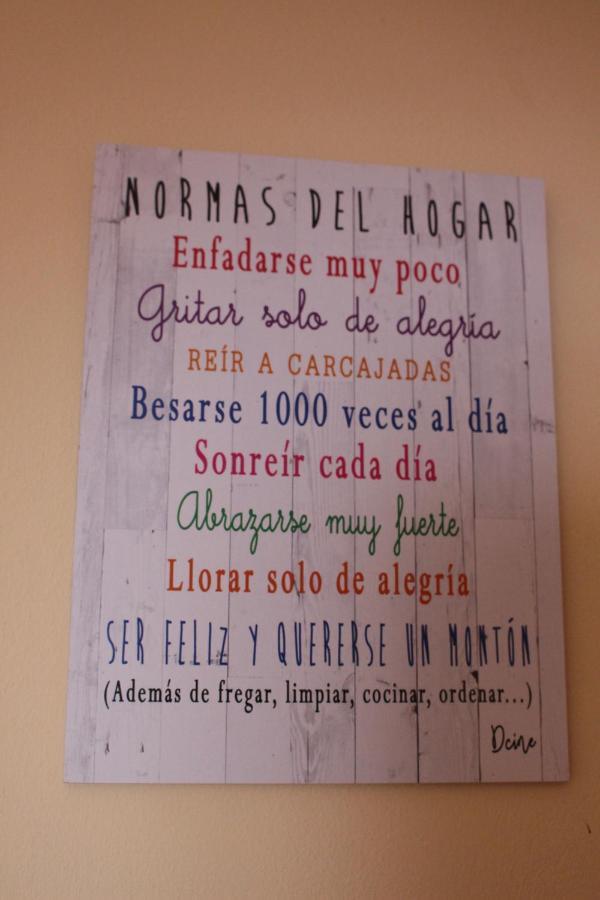 NORMAS DEL HOGAR
Enfadarse muy poco
Gritar solo de alegría
REÍR A CARCAJADAS
Besarse 1000 veces al día
Sonreír cada día
Abrazarse muy fuerte
Llorar solo de alegría
SER FELIZ Y QUERERSE UN MONTÓN
(Además de fregar, limpiar, cocinar, ordenar...)
Dcine